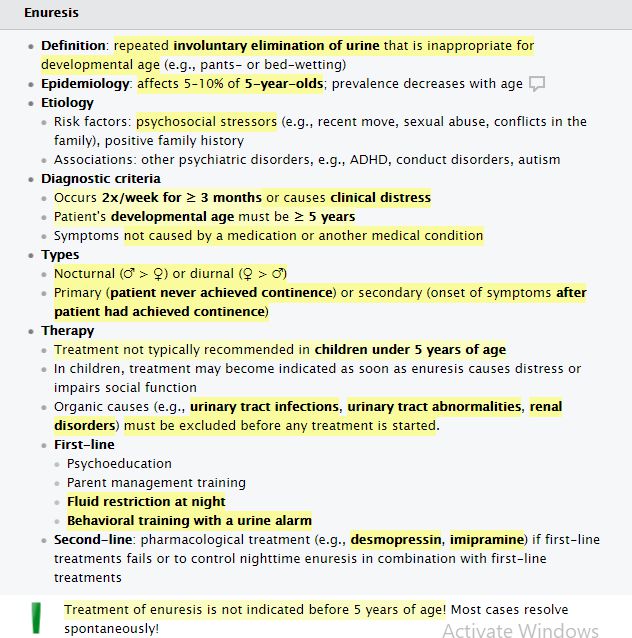 Enuresis
Definition: repeated involuntary elimination of urine that is inappropriate for
developmental age (e.g., pants- or bed-wetting)
Epidemiology: affects 5-10% of 5-year-olds; prevalence decreases with age
Etiology
Risk factors: psychosocial stressors (e.g., recent move, sexual abuse, conflicts in the
family), positive family history
Associations: other psychiatric disorders, e.g., ADHD, conduct disorders, autism
Diagnostic criteria
Occurs 2x/week for ≥ 3 months or causes clinical distress
Patient's developmental age must be ≥ 5 years
Symptoms not caused by a medication or another medical condition
Types
Nocturnal (♂ > ♀) or diurnal (♀ > ♂)
Primary (patient never achieved continence) or secondary (onset of symptoms after
patient had achieved continence)
Therapy
Treatment not typically recommended in children under 5 years of age
In children, treatment may become indicated as soon as enuresis causes distress or
impairs social function
Organic causes (e.g., urinary tract infections, urinary tract abnormalities, renal
disorders) must be excluded before any treatment is started.
First-line
Psychoeducation
Parent management training
Fluid restriction at night
Behavioral training with a urine alarm
Second-line: pharmacological treatment (e.g., desmopressin, imipramine) if first-line
treatments fails or to control nighttime enuresis in combination with first-line
treatments
Treatment of enuresis is not indicated before 5 years of age! Most cases resolve
spontaneously!
Activate Windows